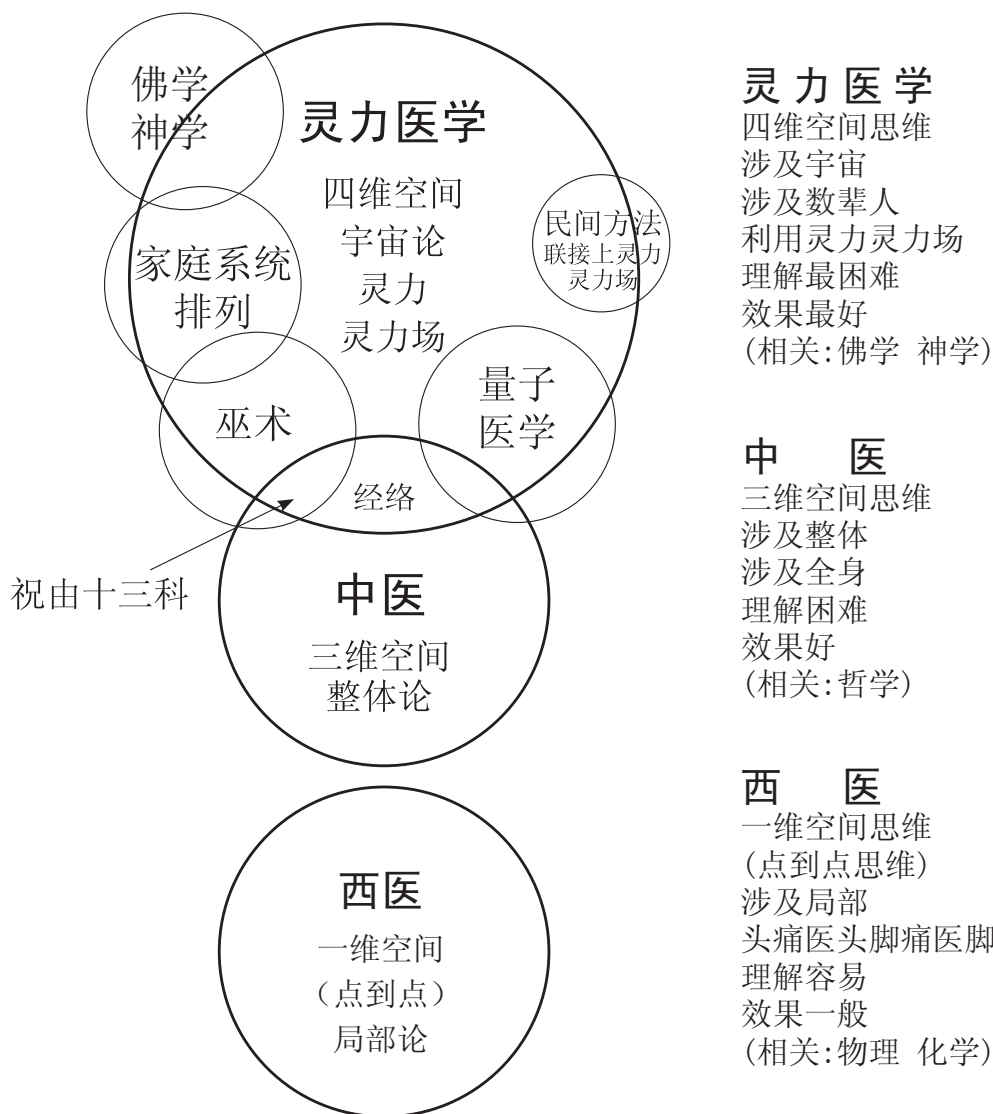 佛学
神学
灵力医学
四维空间
宇宙论
灵力
灵力场
民间方法
联接上灵力
灵力场
家庭系统
排列
巫术
量子
医学
经络
祝由十三科
中医
三维空间
整体论
西医
一维空间
（点到点）
局部论
灵力医学
四维空间思维
涉及宇宙
涉及数辈人
利用灵力灵力场
理解最困难
效果最好
(相关:佛学 神学)
中 医
三维空间思维
涉及整体
涉及全身
理解困难
效果好
(相关:哲学)
西 医
一维空间思维
(点到点思维)
涉及局部
头痛医头脚痛医脚
理解容易
效果一般
(相关:物理 化学)